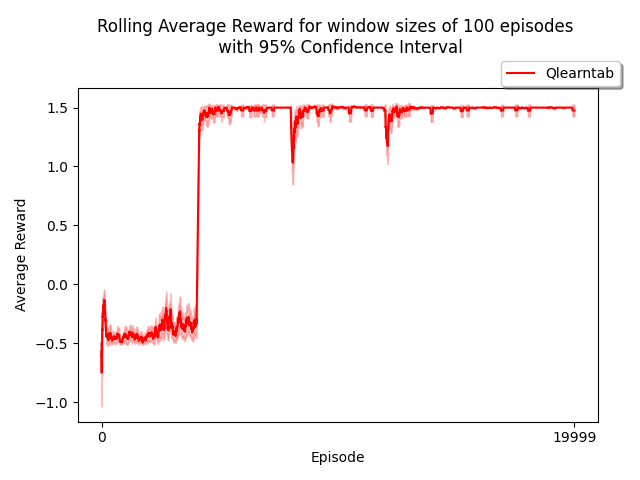 Rolling Average Reward for window sizes of 100 episodes
with 95% Confidence Interval
Qlearntab
1.5
1.0
0.5
0.0
−0.5
−1.0
Average Reward
0
19999
Episode